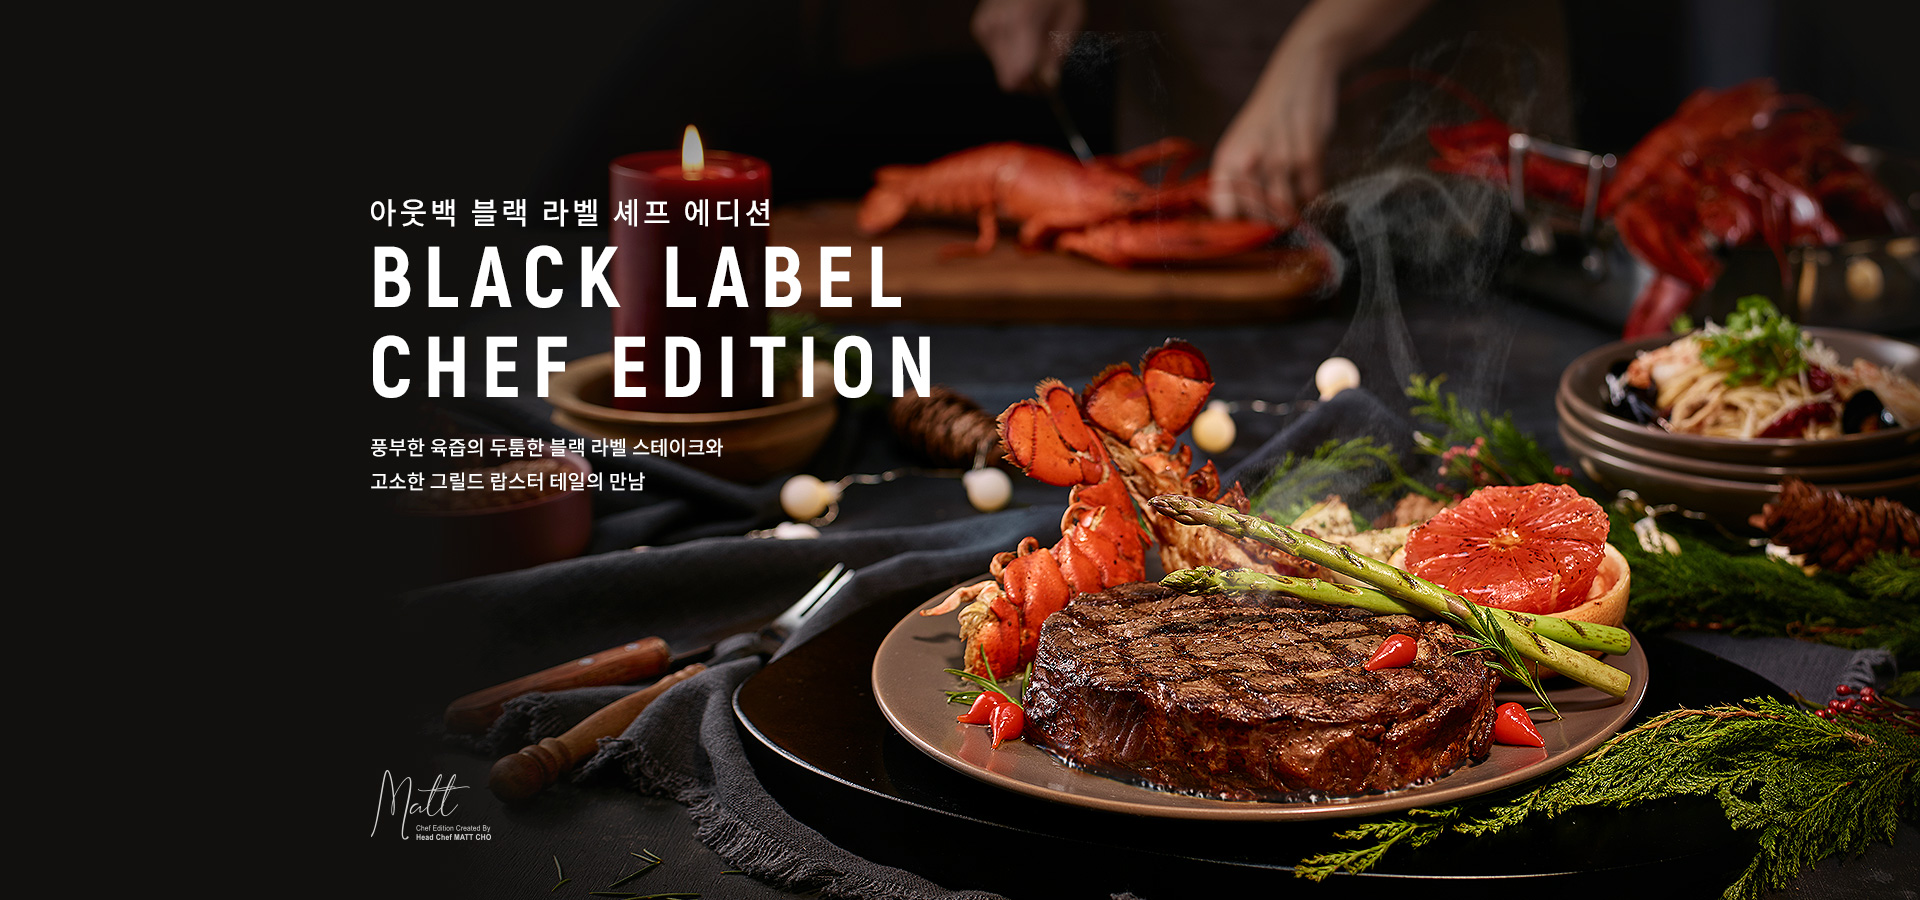 아웃백 블랙 라벨 셰프 에디션
BLACK LABEL
CHEF EDITION
풍부한 육즙의 두툼한 블랙 라벨 스테이크와
고소한 그릴드 랍스터 테일의 만남
Matt
Chef Edition Created By
Head Chef MATT CHO